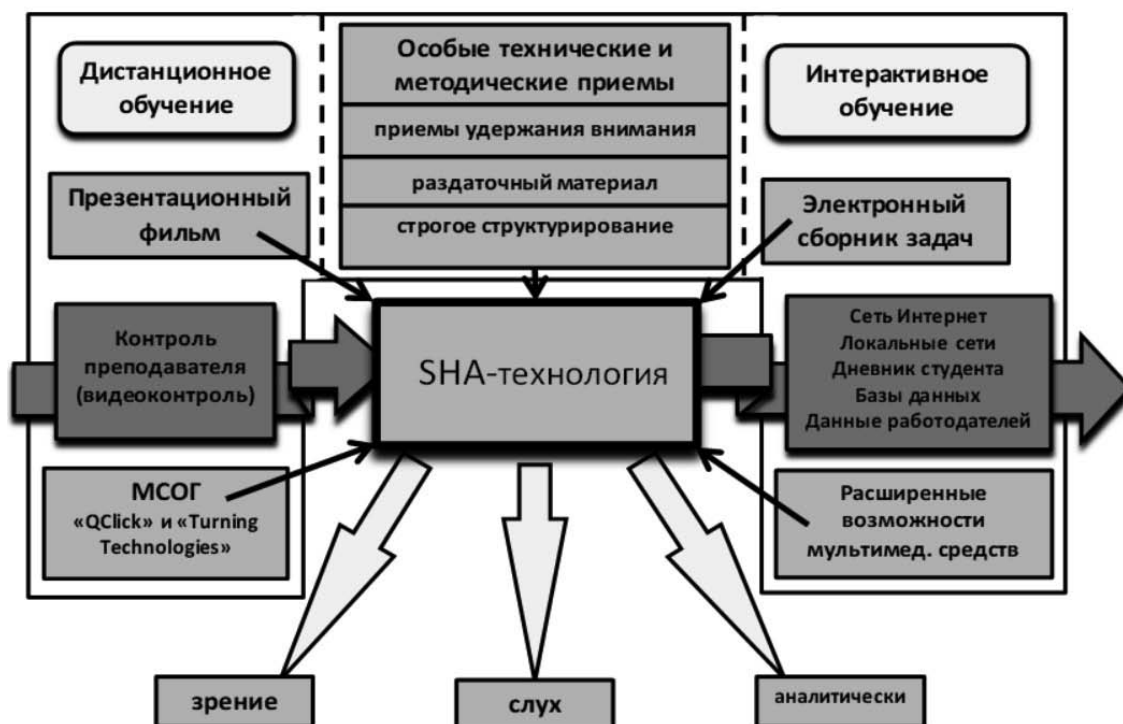 Дистанционное
обучение
Особые технические и
методические приемы
приемы удержания внимания
раздаточный материал
строгое структурирование
Интерактивное
обучение
Презентационный
фильм
Электронный
сборник задач
Контроль
преподавателя
(видеоконтроль)
SHA-технология
Сеть Интернет
Локальные сети
Дневник студента
Базы данных
Данные работодателей
МСОГ
«QClick» и «Turning
Technologies»
Расширенные
возможности
мультимед. средств
зрение
слух
аналитически